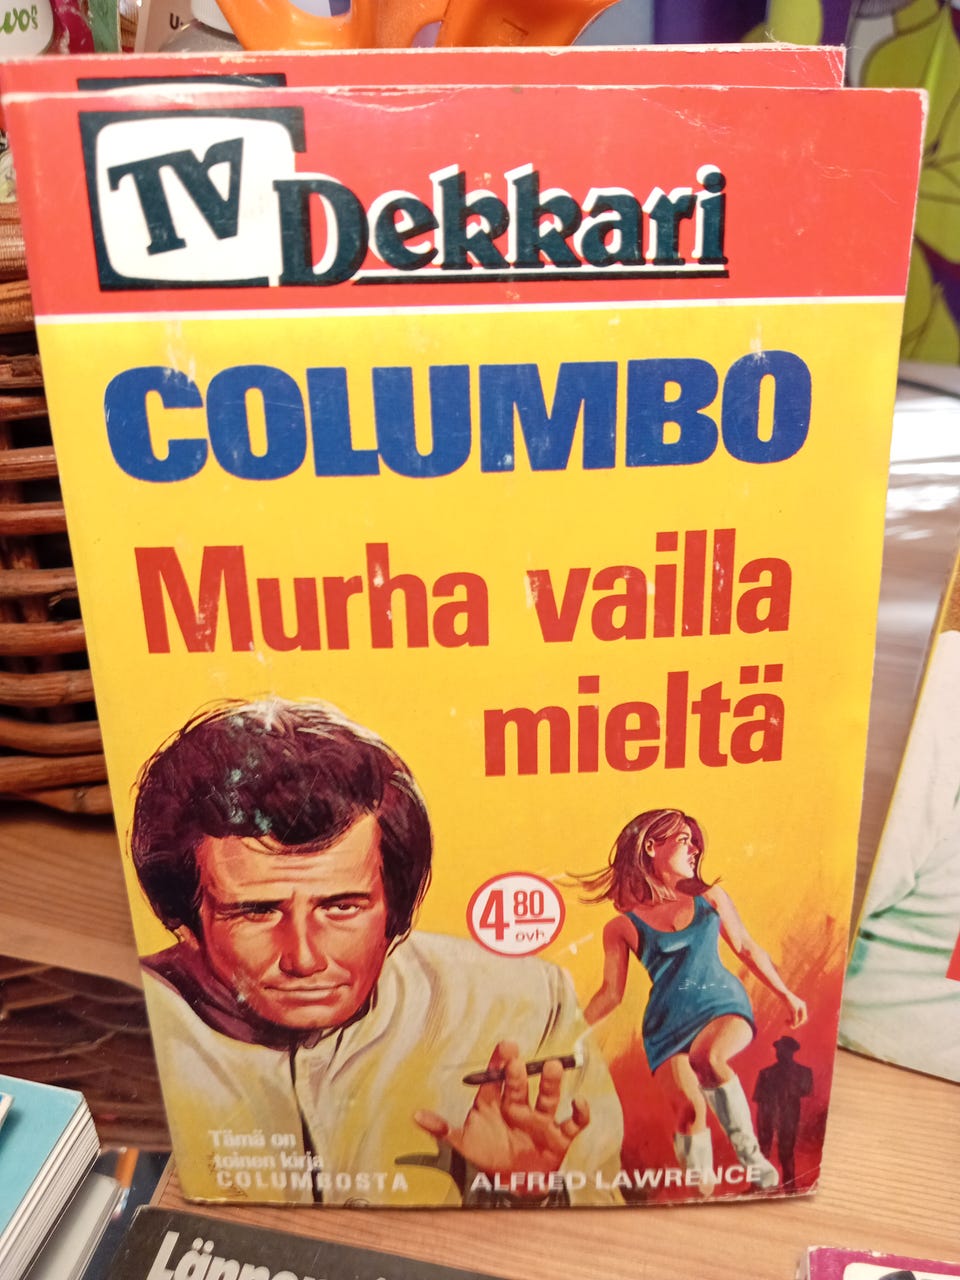 TV Dekkari
COLUMBO
Murha vailla
mieltä
4 80
ovh.
Tämä on
toinen kirja
COLUMBOSTA
ALFRED LAWRENCE